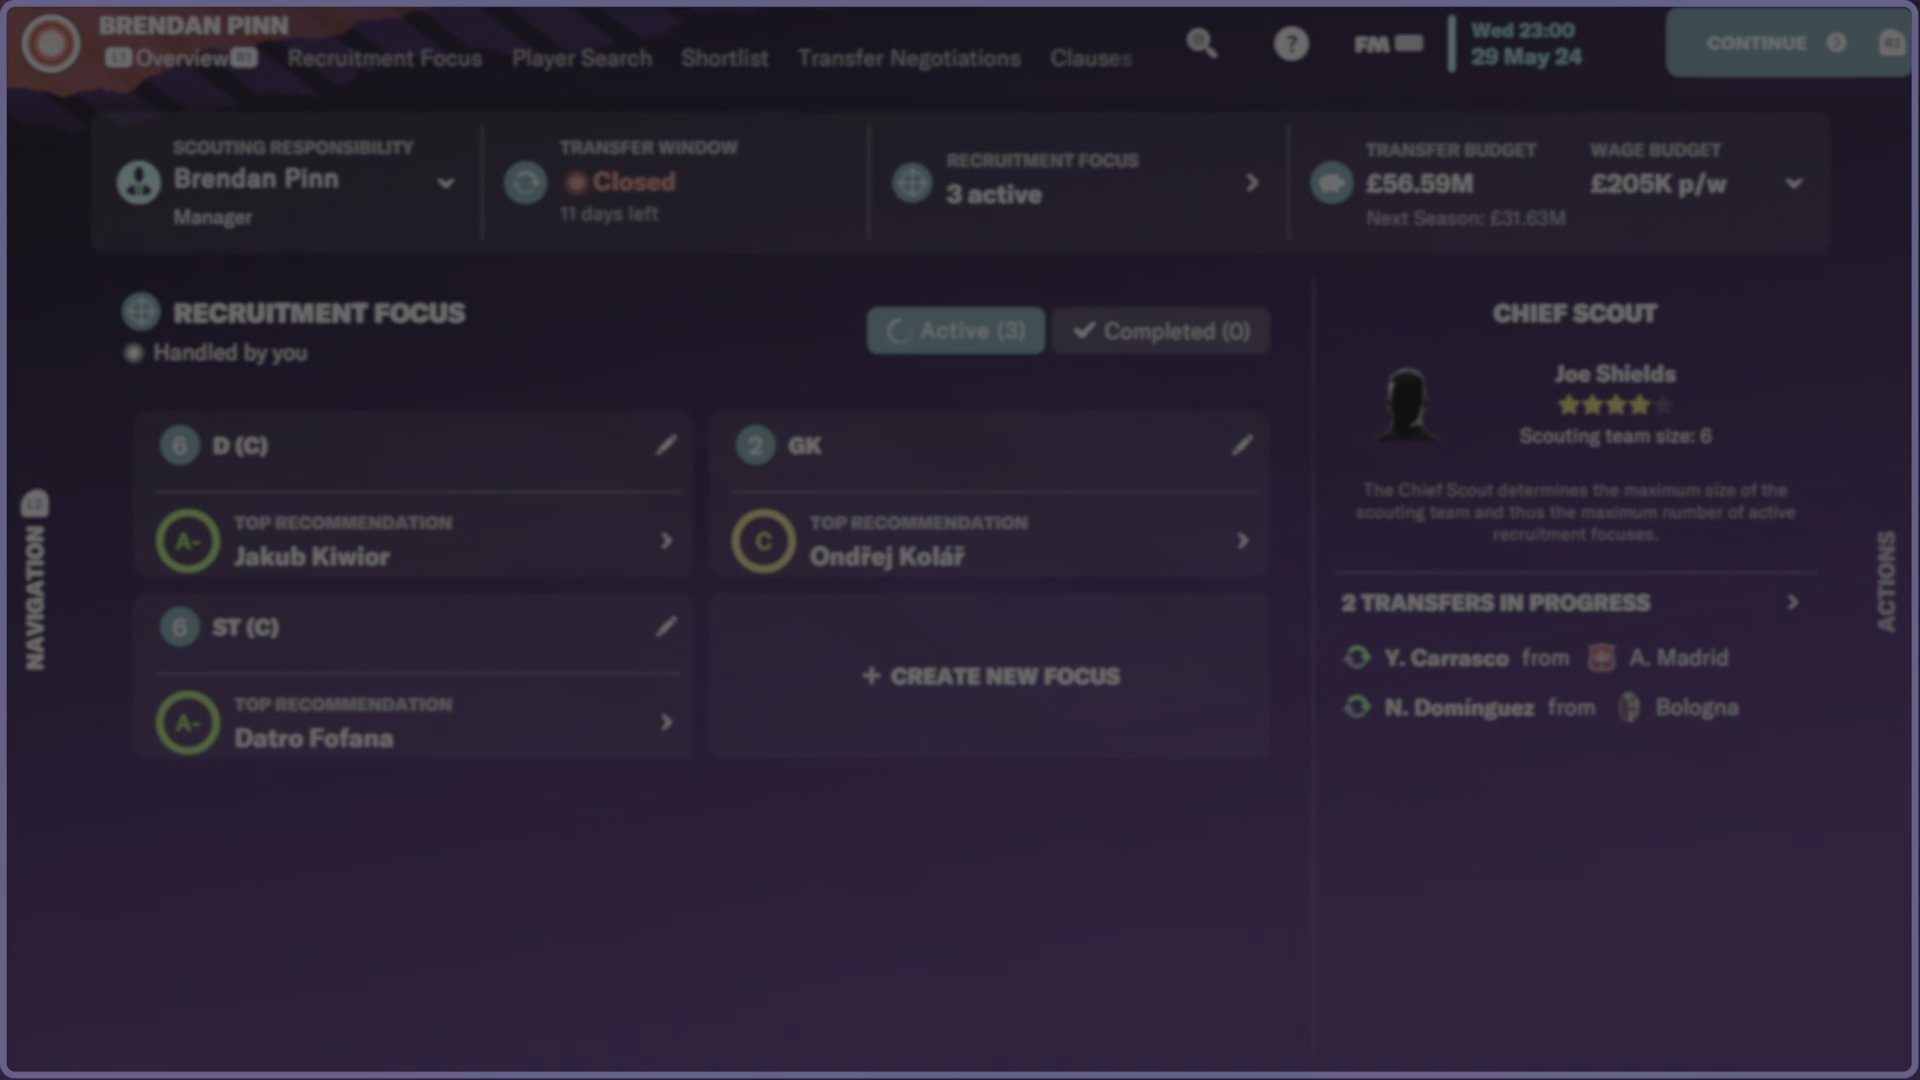 BRENDAN PINN
L1 Overview R1 Recruitment Focus Player Search Shortlist Transfer Negotiations Clauses
?
FM
Wed 23:00
29 May 24
CONTINUE
R2
SCOUTING RESPONSIBILITY
Brendan Pinn
Manager
TRANSFER WINDOW
Closed
11 days left
RECRUITMENT FOCUS
3 active
TRANSFER BUDGET
£56.59M
Next Season: £31.63M
WAGE BUDGET
£205K p/w
RECRUITMENT FOCUS
Handled by you
Active (3)
Completed (0)
6 D (C)
A- TOP RECOMMENDATION
Jakub Kiwior
2 GK
C TOP RECOMMENDATION
Ondřej Kolář
6 ST (C)
A- TOP RECOMMENDATION
Datro Fofana
+ CREATE NEW FOCUS
CHIEF SCOUT
Joe Shields
Scouting team size: 6
The Chief Scout determines the maximum size of the
scouting team and thus the maximum number of active
recruitment focuses.
2 TRANSFERS IN PROGRESS
Y. Carrasco from A. Madrid
N. Domínguez from Bologna
L2
NAVIGATION
ACTIONS